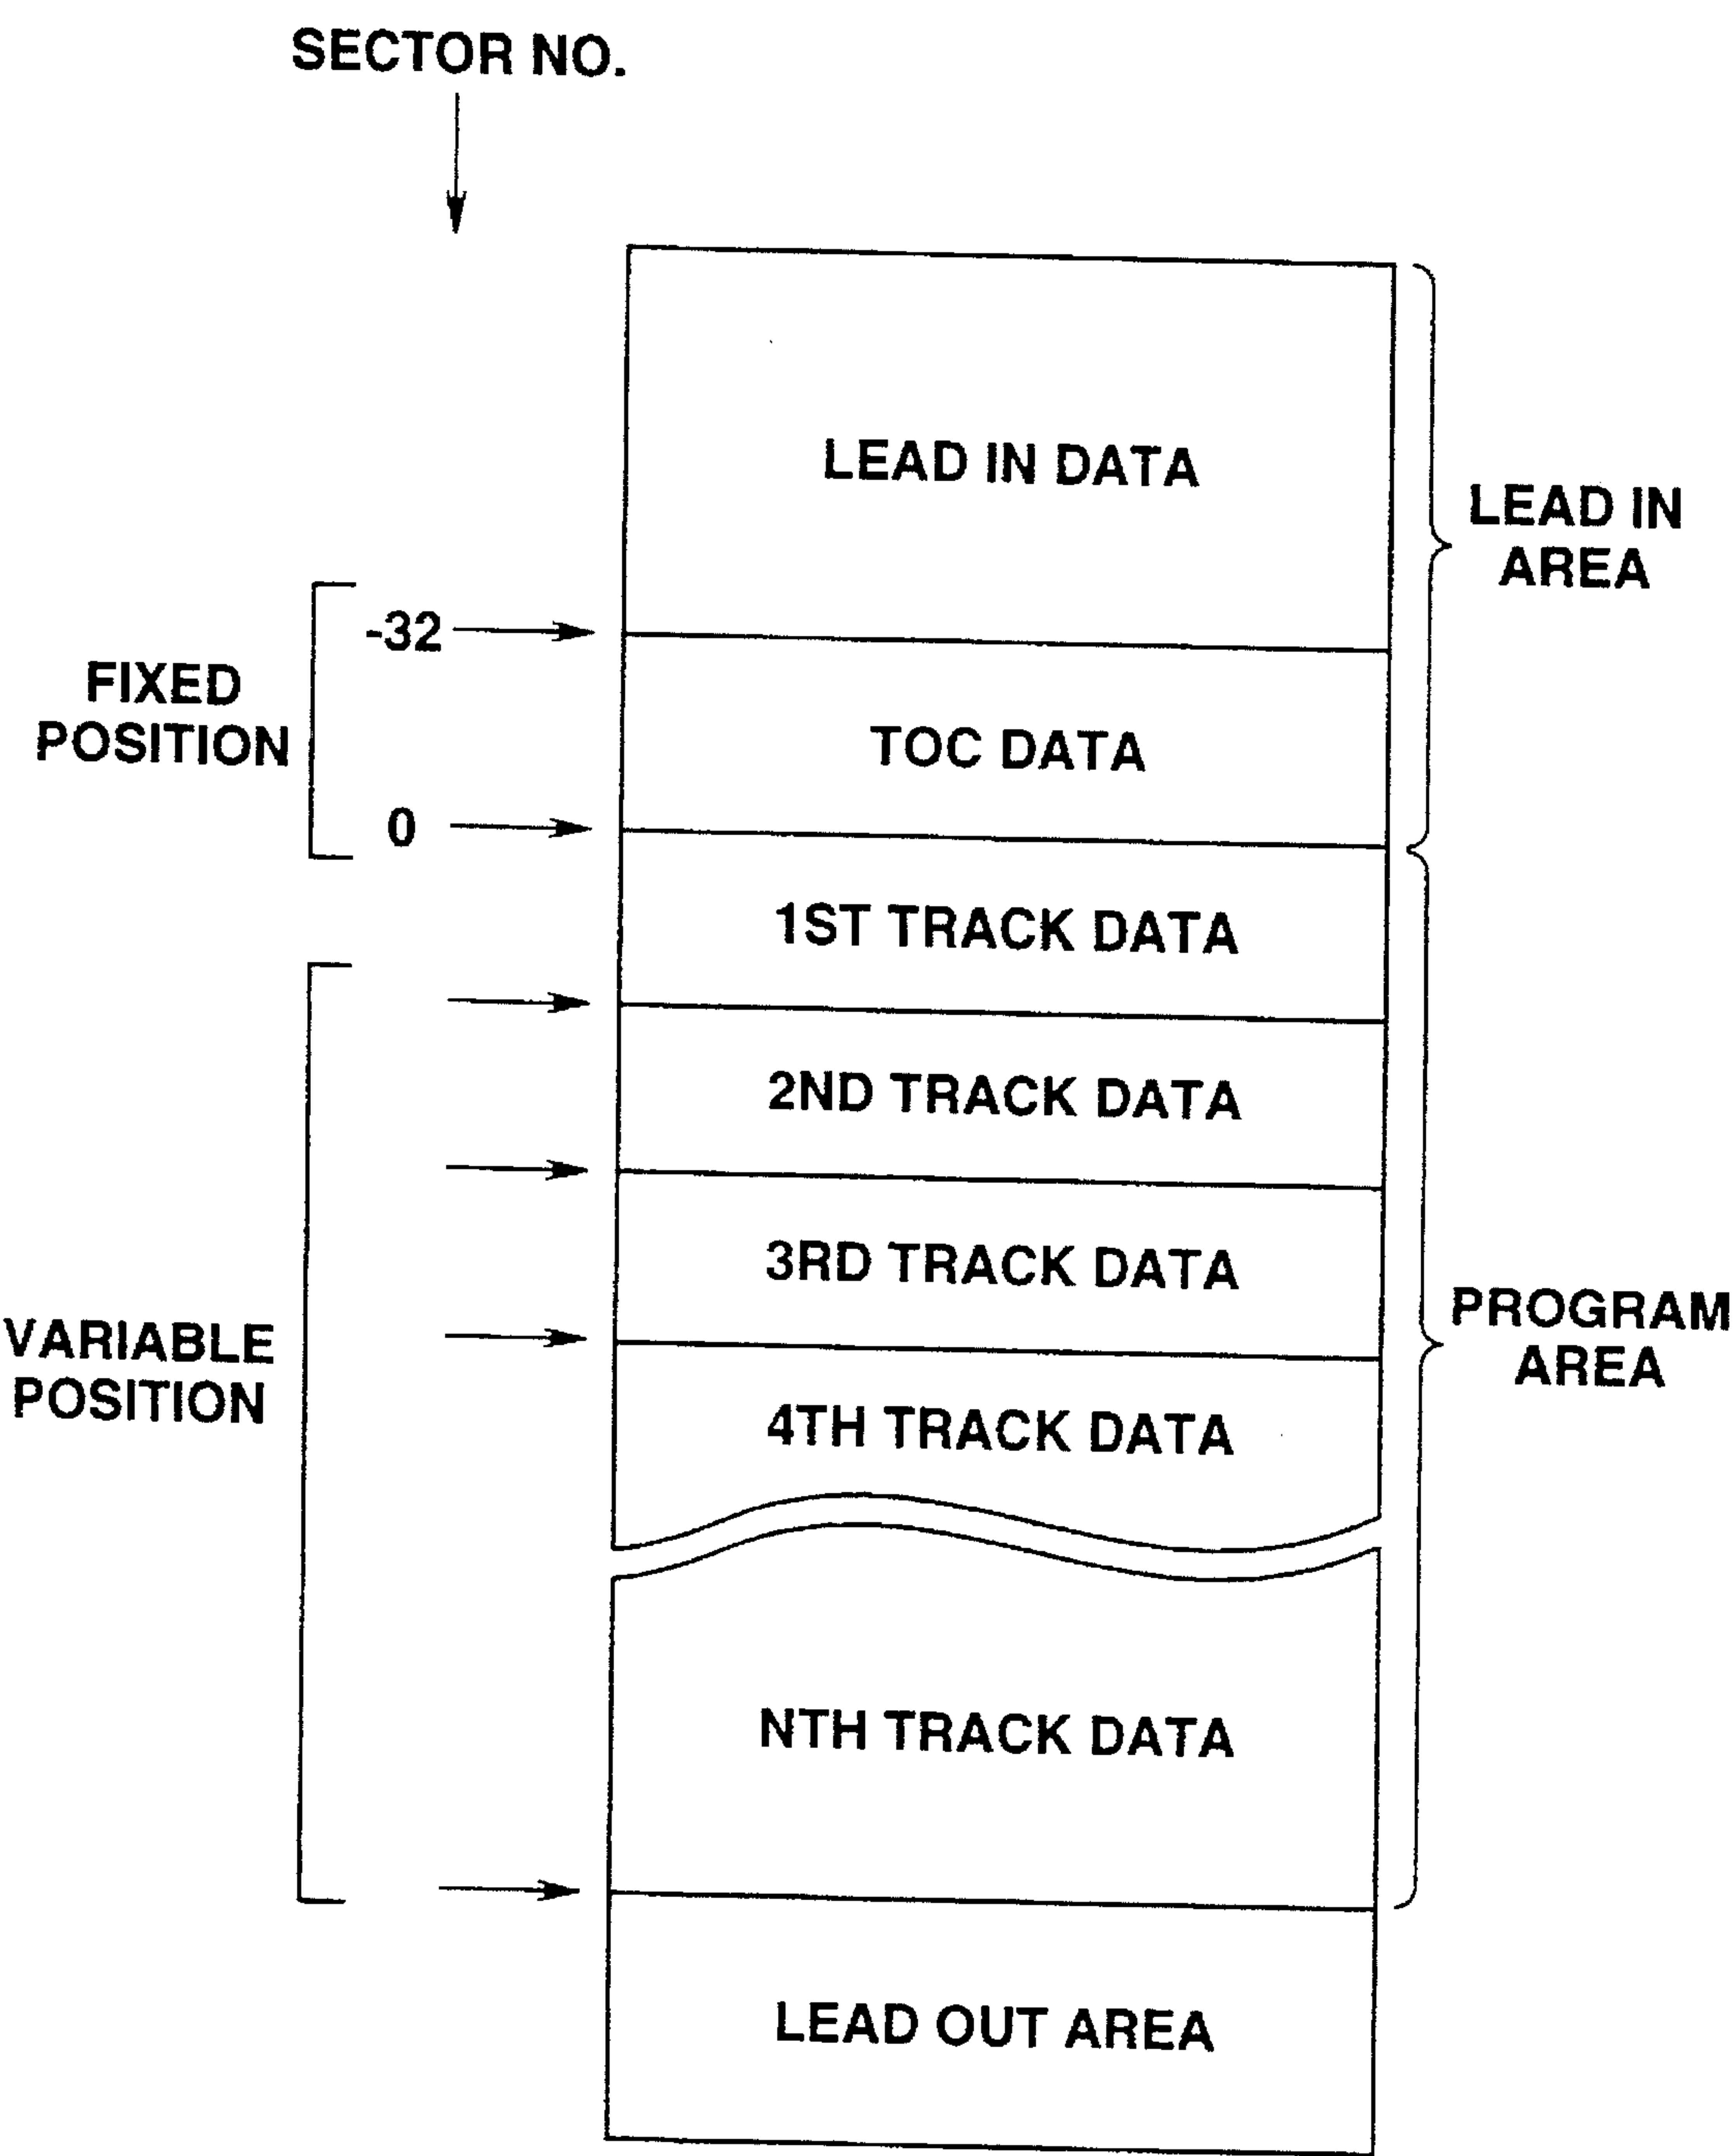 SECTOR NO.
LEAD IN DATA
LEAD IN
AREA
-32
FIXED
POSITION
TOC DATA
0
1ST TRACK DATA
2ND TRACK DATA
3RD TRACK DATA
VARIABLE
POSITION
PROGRAM
AREA
4TH TRACK DATA
NTH TRACK DATA
LEAD OUT AREA